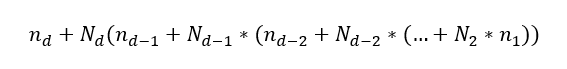 n_d + N_d(n_{d−1} + N_{d−1} * (n_{d−2} + N_{d−2} * (… + N_2 * n_1))